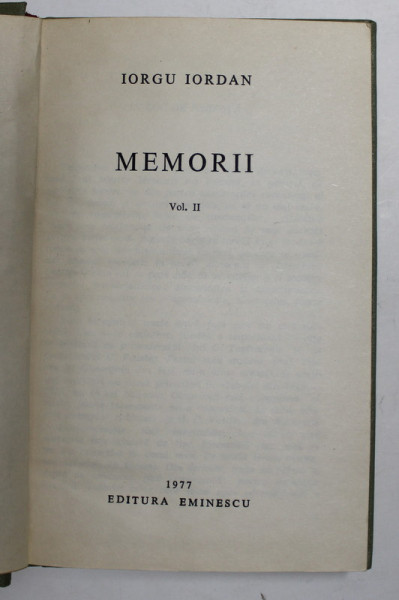 IORGU IORDAN
MEMORII
Vol. II
1977
EDITURA EMINESCU